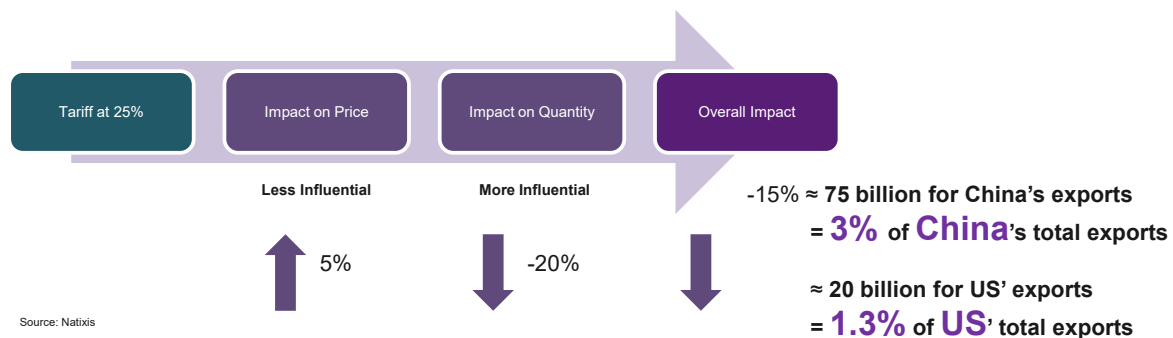 Tariff at 25%
Impact on Price
Impact on Quantity
Overall Impact
Less Influential
More Influential
5%
-20%
-15% ≈ 75 billion for China's exports
= 3% of China's total exports
≈ 20 billion for US' exports
= 1.3% of US' total exports
Source: Natixis